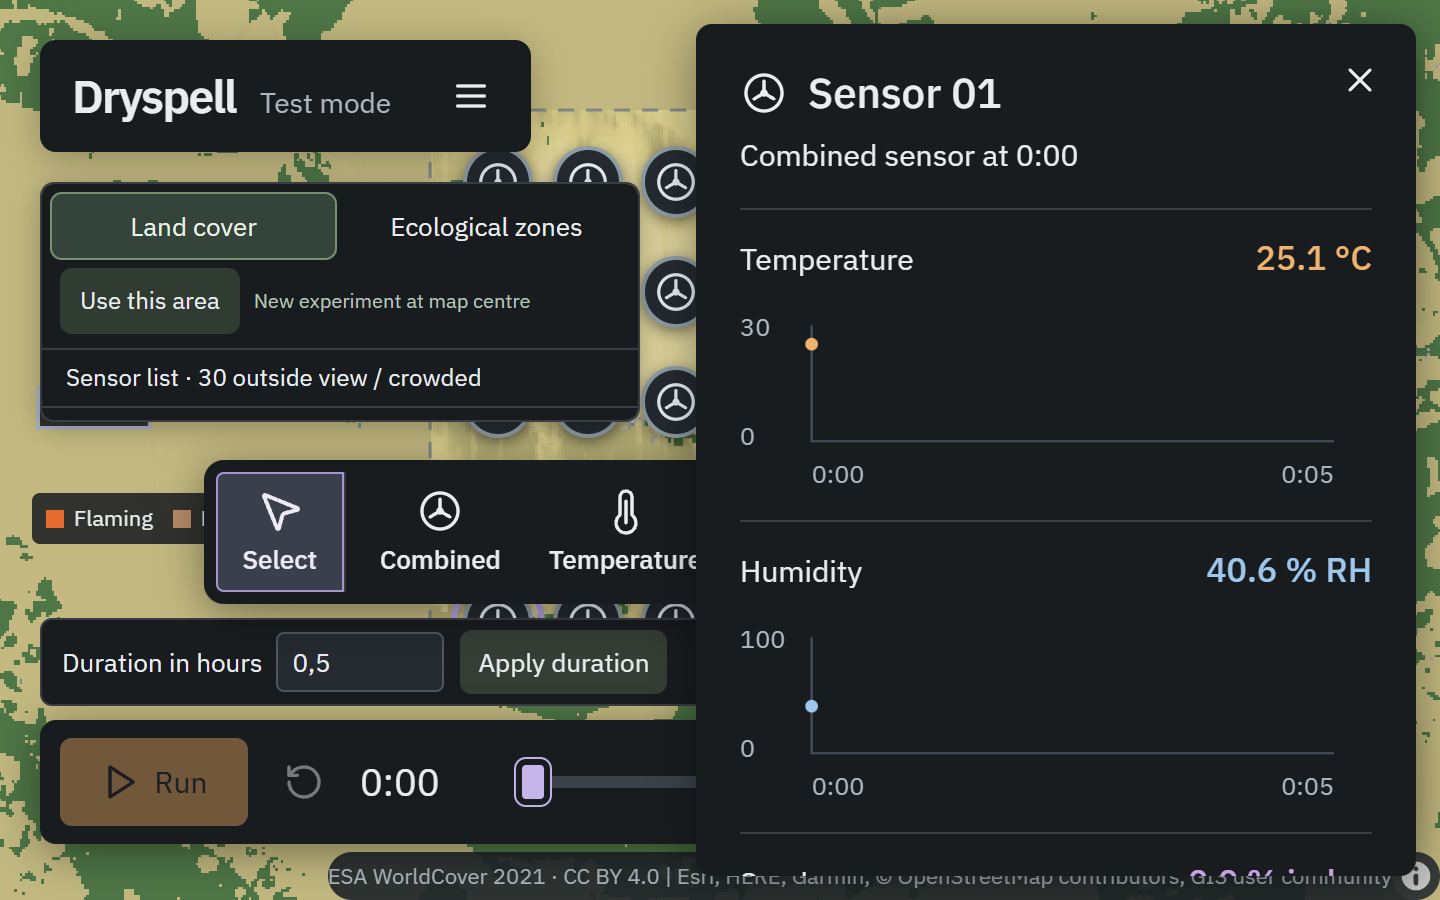 Dryspell Test mode
Land cover
Ecological zones
Use this area
New experiment at map centre
Sensor list · 30 outside view / crowded
Flaming
Select
Combined
Temperature
Duration in hours
0,5
Apply duration
Run
0:00
Sensor 01
Combined sensor at 0:00
Temperature
25.1 °C
30
0
0:00
0:05
Humidity
40.6 % RH
100
0
0:00
0:05
ESA WorldCover 2021 · CC BY 4.0 | Esri, HERE, Garmin, © OpenStreetMap contributors, GIS user community